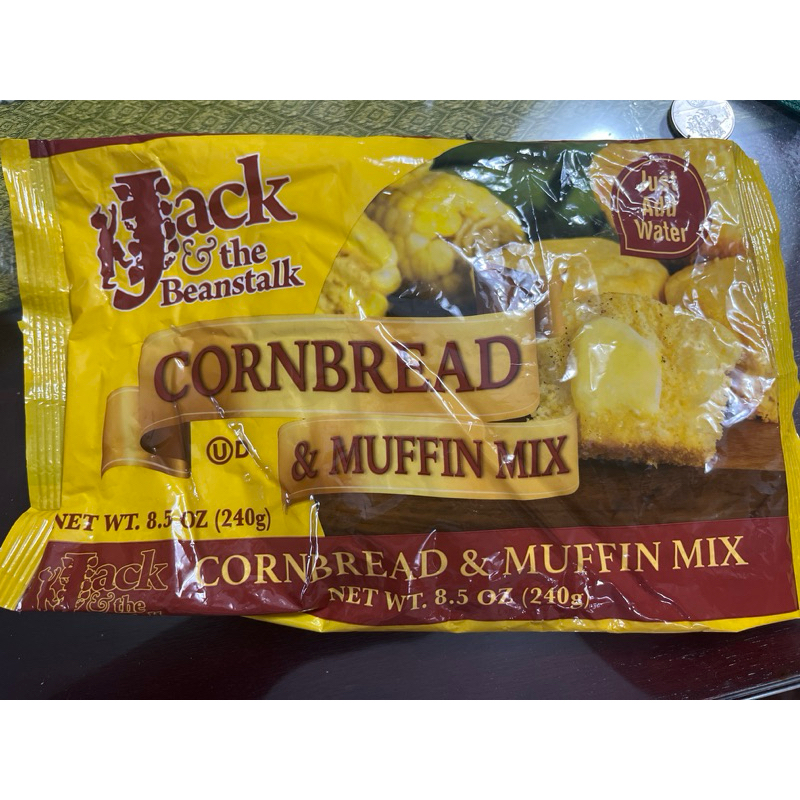 Jack
& the
Beanstalk
Just
Add
Water
CORNBREAD
& MUFFIN MIX
U D
NET WT. 8.5 OZ (240g)
Jack
& the
CORNBREAD & MUFFIN MIX
NET WT. 8.5 OZ (240g)